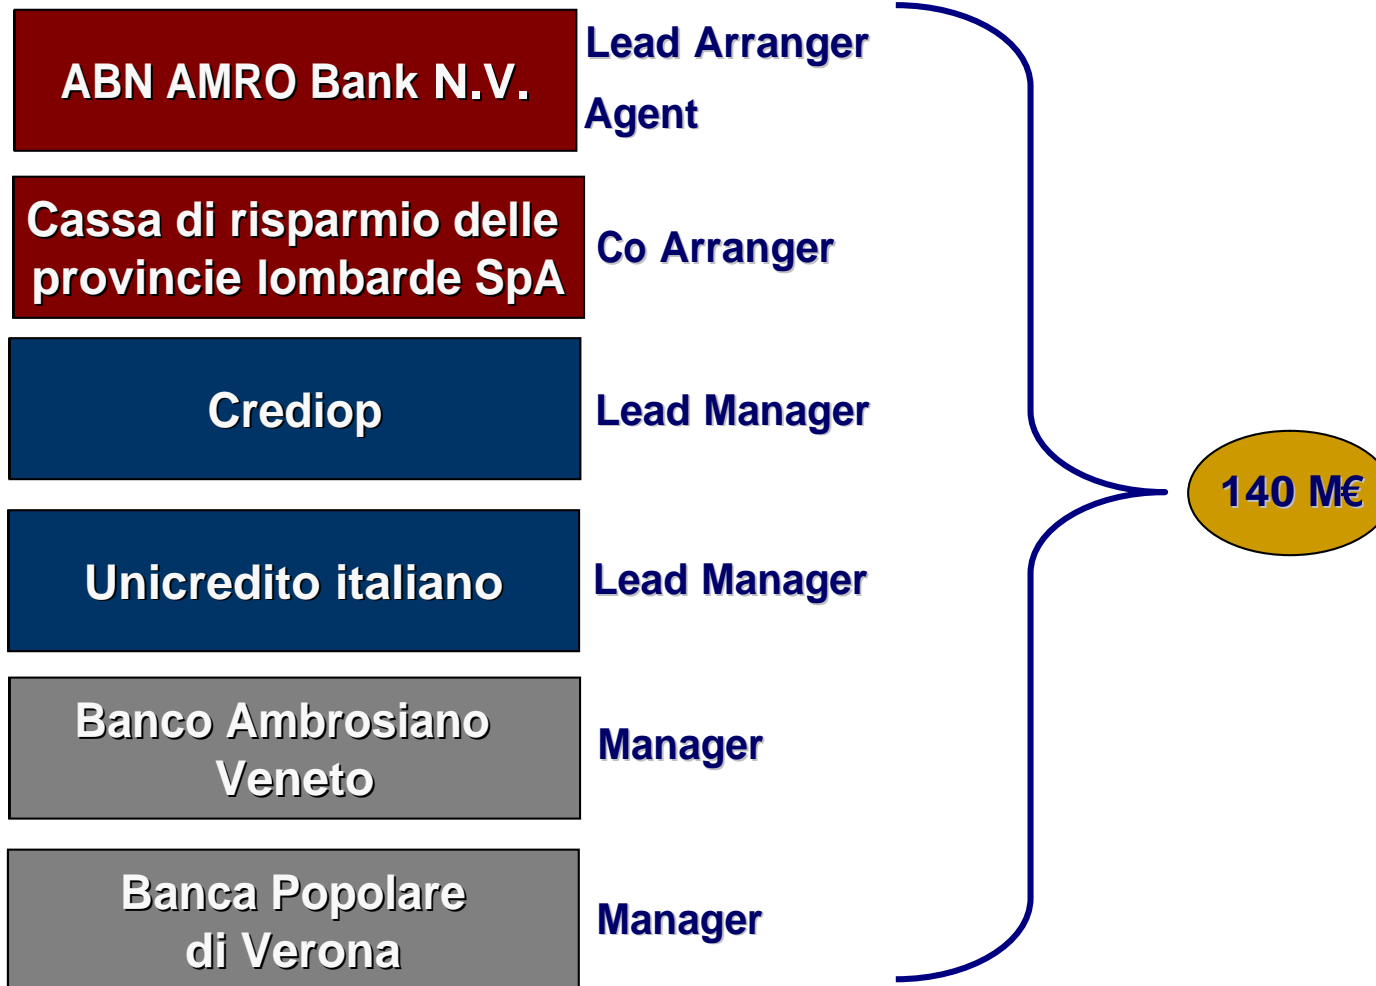 ABN AMRO Bank N.V.
Lead Arranger
Agent
Cassa di risparmio delle
provincie lombarde SpA
Co Arranger
Crediop
Lead Manager
140 M€
Unicredito italiano
Lead Manager
Banco Ambrosiano
Veneto
Manager
Banca Popolare
di Verona
Manager